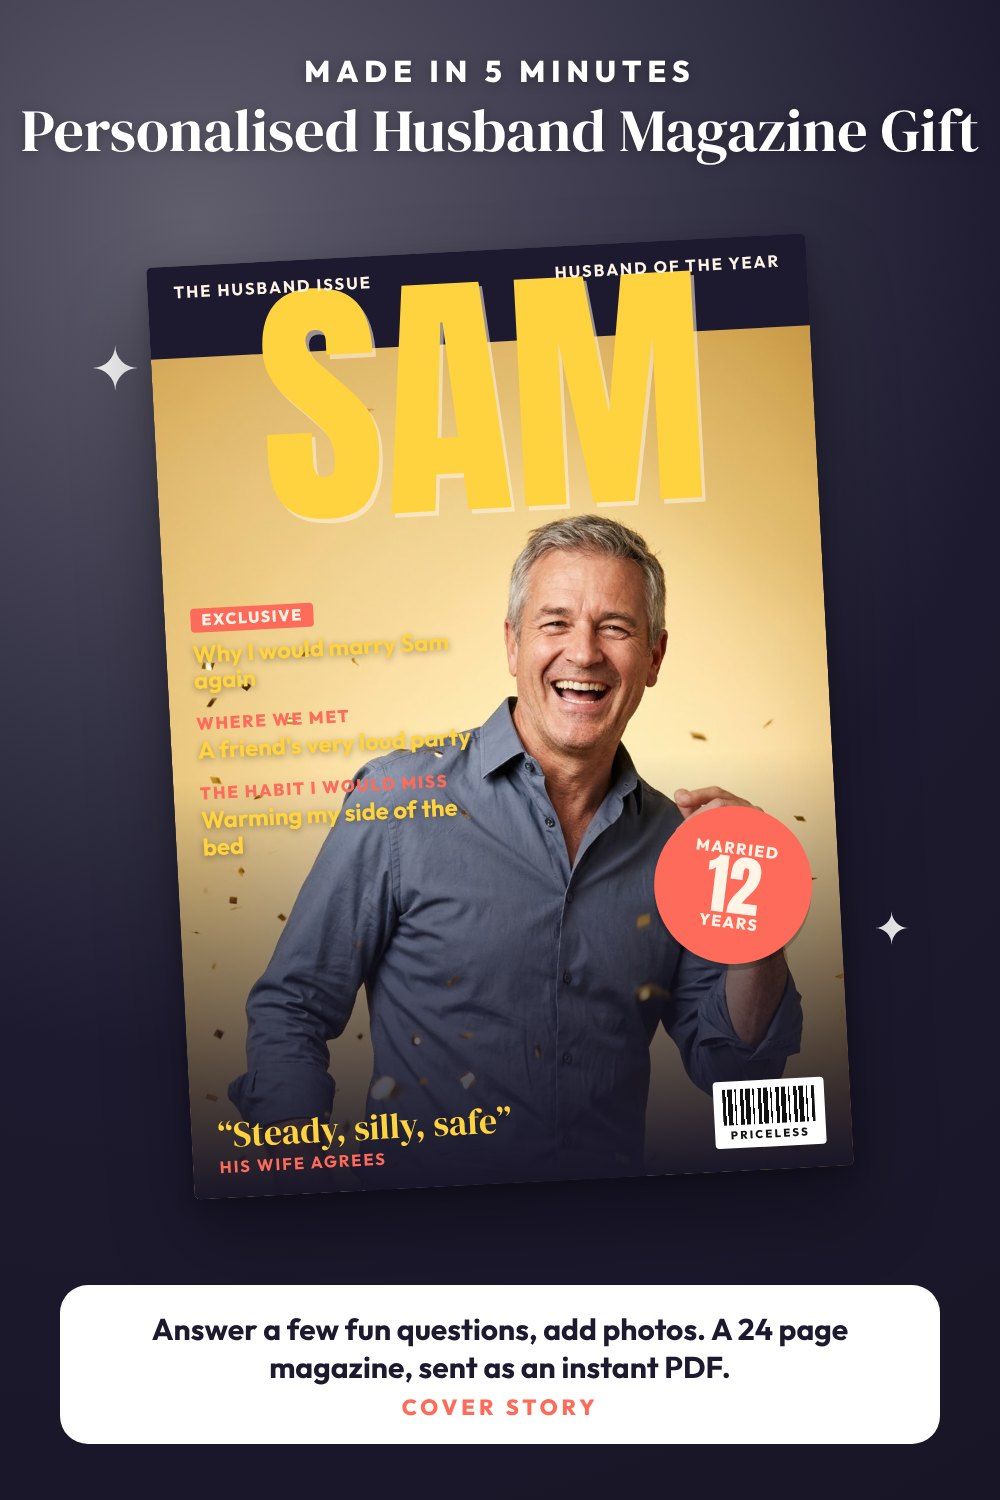 MADE IN 5 MINUTES
Personalised Husband Magazine Gift
THE HUSBAND ISSUE
HUSBAND OF THE YEAR
SAM
EXCLUSIVE
Why I would marry Sam
again
WHERE WE MET
A friend's very loud party
THE HABIT I WOULD MISS
Warming my side of the
bed
MARRIED
12
YEARS
“Steady, silly, safe”
HIS WIFE AGREES
PRICELESS
Answer a few fun questions, add photos. A 24 page
magazine, sent as an instant PDF.
COVER STORY